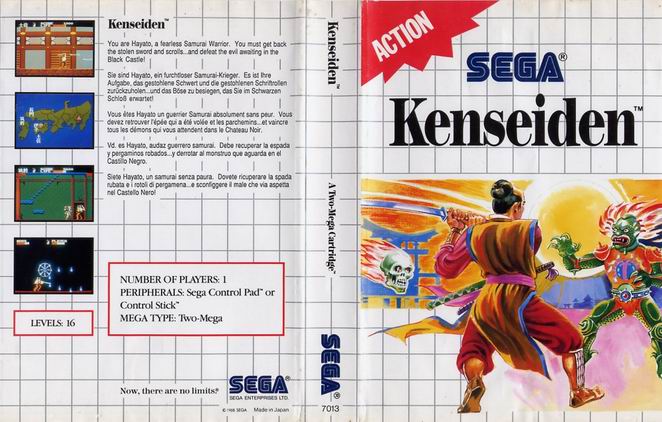 Kenseiden™
You are Hayato, a fearless Samurai Warrior. You must get back
the stolen sword and scrolls...and defeat the evil awaiting in the
Black Castle!
Sie sind Hayato, ein furchtloser Samurai-Krieger. Es ist Ihre
Aufgabe, das gestohlene Schwert und die gestohlenen Schriftrollen
zurückzuholen...und das Böse zu besiegen, das Sie im Schwarzen
Schloß erwartet!
Vous êtes Hayato un guerrier Samurai absolument sans peur. Vous
devez retrouver l'épée qui a été volée et les parchemins...et vaincre
tous les démons qui vous attendent dans le Chateau Noir.
Vd. es Hayato, audaz guerrero samurai. Debe recuperar la espada
y pergaminos robados...y derrotar al monstruo que aguarda en el
Castillo Negro.
Siete Hayato, un samurai senza paura. Dovete ricuperare la spada
rubata e i rotoli di pergamena...e sconfiggere il male che via aspetta
nel Castello Nero!
LEVELS: 16
NUMBER OF PLAYERS: 1
PERIPHERALS: Sega Control Pad™ or
Control Stick™
MEGA TYPE: Two-Mega
Now, there are no limits.®
SEGA®
SEGA ENTERPRISES LTD.
© 1988 SEGA Made in Japan
Kenseiden™
A Two-Mega Cartridge™
SEGA®
7013
ACTION
SEGA®
Kenseiden™